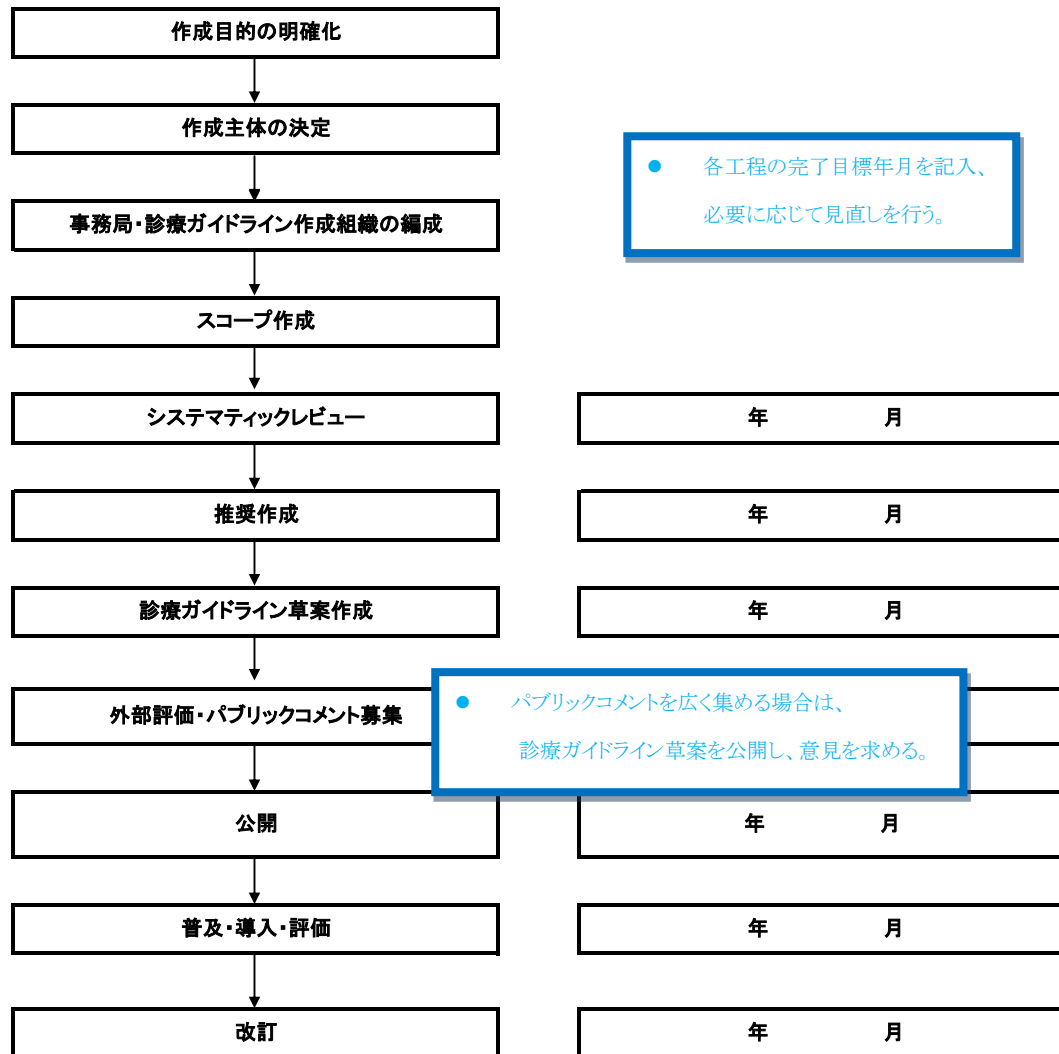 作成目的の明確化
作成主体の決定
● 各工程の完了目標年月を記入、
必要に応じて見直しを行う。
事務局・診療ガイドライン作成組織の編成
スコープ作成
システマティックレビュー
年 月
推奨作成
年 月
診療ガイドライン草案作成
年 月
外部評価・パブリックコメント募集
● パブリックコメントを広く集める場合は、
診療ガイドライン草案を公開し、意見を求める。
公開
年 月
普及・導入・評価
年 月
改訂
年 月